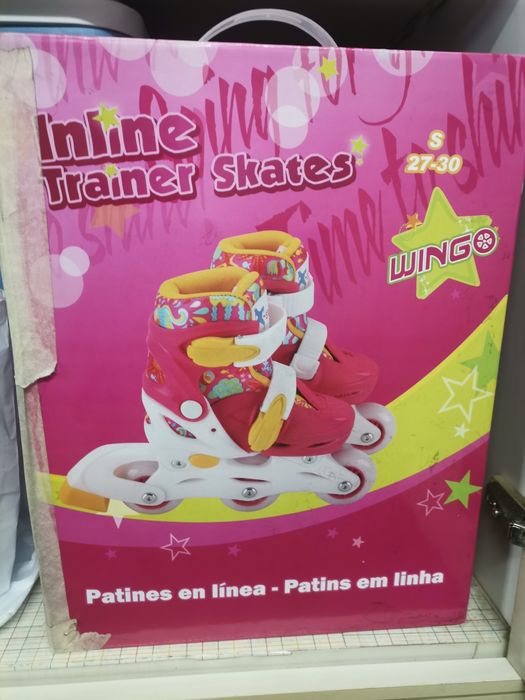 Inline
Trainer Skates
S
27-30
WINGO
Patines en línea - Patins em linha